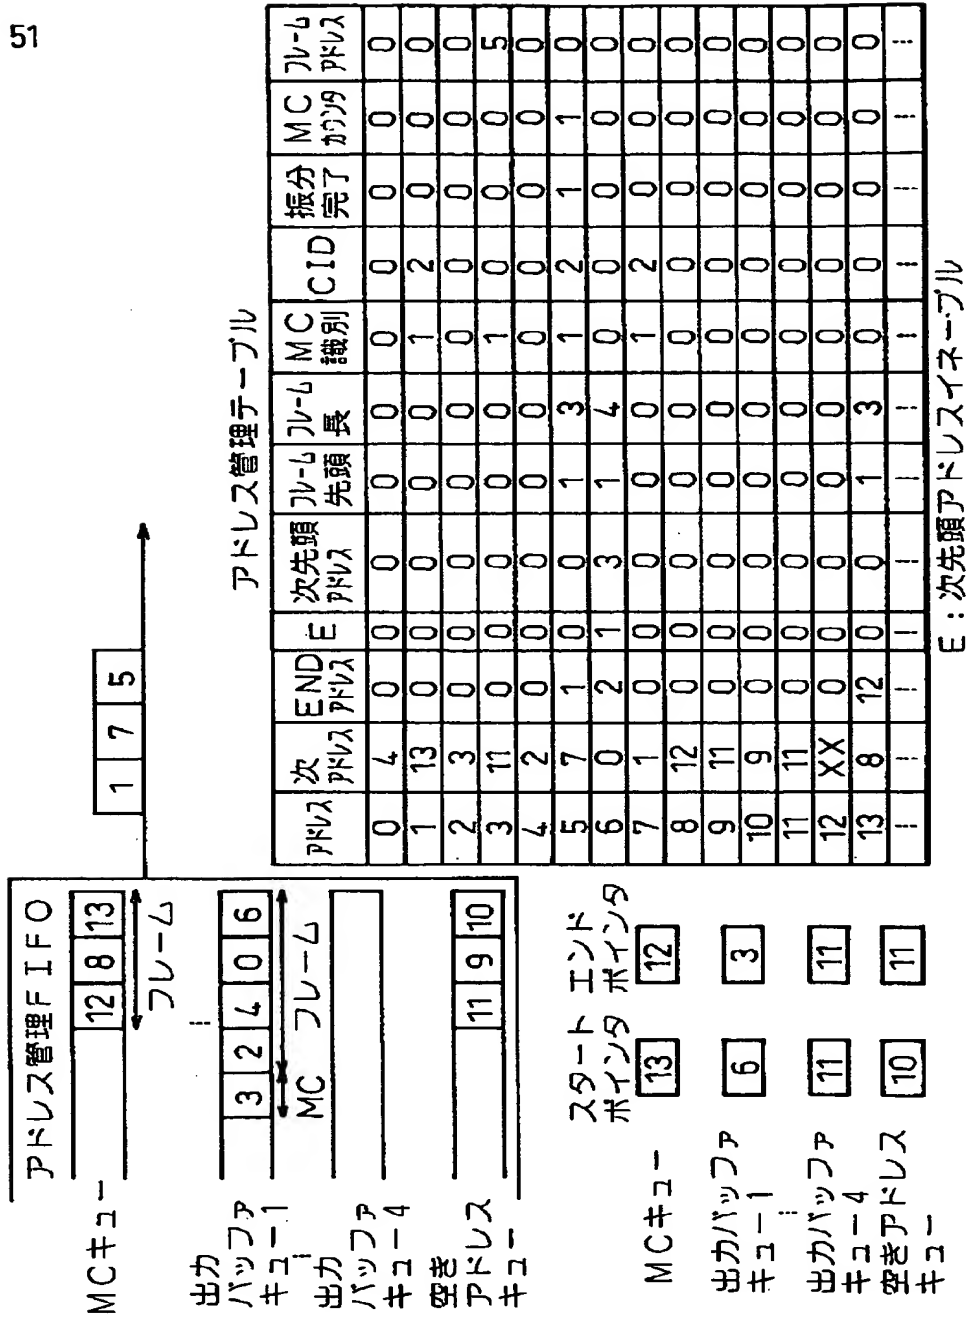 51
アドレス管理FIFO
MCキュー
12 8 13
フレーム
1 7 5
出力
バッファ
キュー1
3 2 4 0 6
MC フレーム
出力
バッファ
キュー4
空き
アドレス
キュー
11 9 10
スタート
ポインタ
エンド
ポインタ
MCキュー 13 12
出力バッファ
キュー1 6 3
出力バッファ
キュー4 11 11
空きアドレス
キュー 10 11
アドレス管理テーブル
アドレス 次アドレス ENDアドレス E 次先頭アドレス フレーム先頭 フレーム長 MC識別 CID 振分完了 MCカウンタ フレームアドレス
0 4 0 0 0 0 0 0 0 0 0 0
1 13 0 0 0 0 0 1 2 0 0 0
2 3 0 0 0 0 0 0 0 0 0 0
3 11 0 0 0 0 0 1 0 0 0 5
4 2 0 0 0 0 0 0 0 0 0 0
5 7 1 0 0 1 3 1 2 1 1 0
6 0 2 1 3 1 4 0 0 0 0 0
7 1 0 0 0 0 0 1 2 0 0 0
8 12 0 0 0 0 0 0 0 0 0 0
9 11 0 0 0 0 0 0 0 0 0 0
10 9 0 0 0 0 0 0 0 0 0 0
11 11 0 0 0 0 0 0 0 0 0 0
12 XX 0 0 0 0 0 0 0 0 0 0
13 8 12 0 0 1 3 0 0 0 0 0
E:次先頭アドレスイネーブル